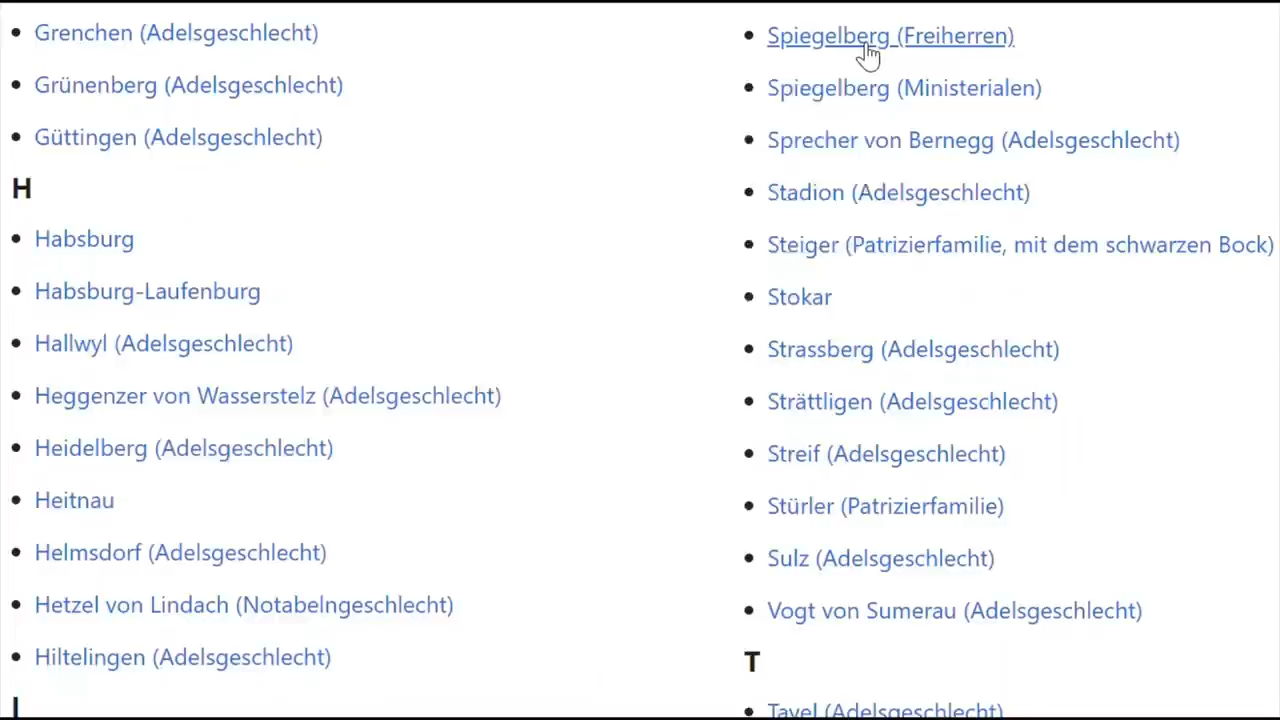 Grenchen (Adelsgeschlecht)
Grünenberg (Adelsgeschlecht)
Güttingen (Adelsgeschlecht)
H
Habsburg
Habsburg-Laufenburg
Hallwyl (Adelsgeschlecht)
Heggenzer von Wasserstelz (Adelsgeschlecht)
Heidelberg (Adelsgeschlecht)
Heitnau
Helmsdorf (Adelsgeschlecht)
Hetzel von Lindach (Notabelngeschlecht)
Hiltelingen (Adelsgeschlecht)
Spiegelberg (Freiherren)
Spiegelberg (Ministerialen)
Sprecher von Bernegg (Adelsgeschlecht)
Stadion (Adelsgeschlecht)
Steiger (Patrizierfamilie, mit dem schwarzen Bock)
Stokar
Strassberg (Adelsgeschlecht)
Strättligen (Adelsgeschlecht)
Streif (Adelsgeschlecht)
Stürler (Patrizierfamilie)
Sulz (Adelsgeschlecht)
Vogt von Sumerau (Adelsgeschlecht)
T
Tavel (Adelsgeschlecht)